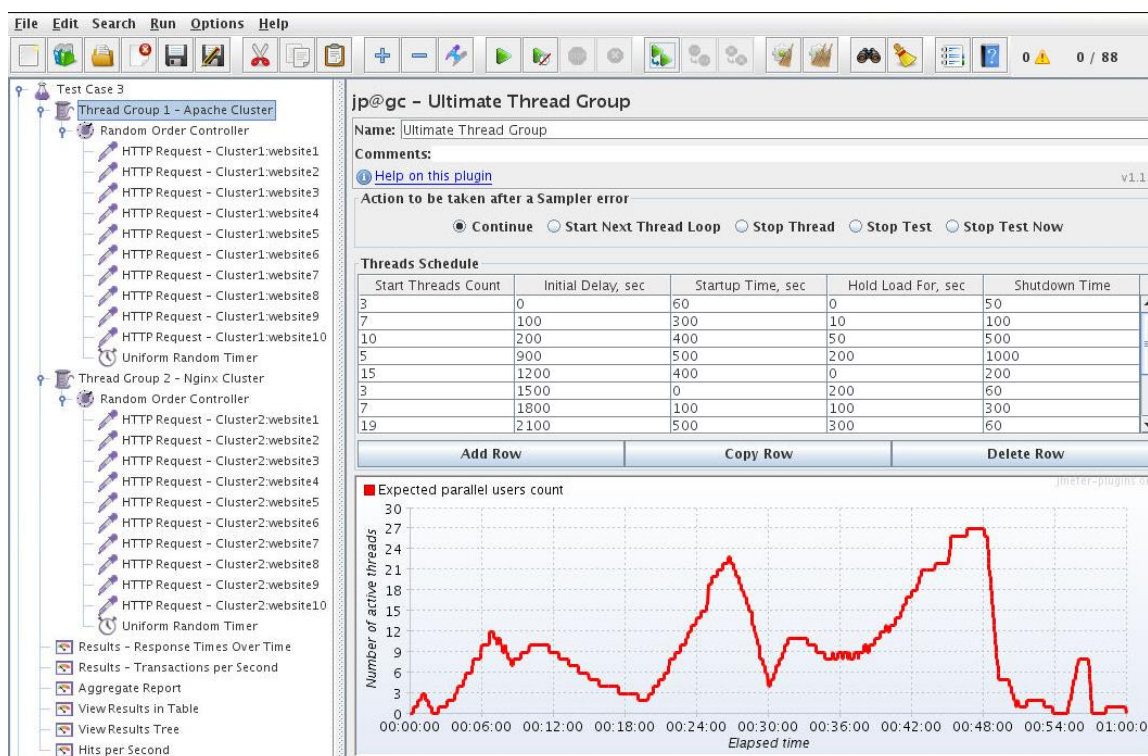 File Edit Search Run Options Help
0 0 / 88
Test Case 3
Thread Group 1 - Apache Cluster
Random Order Controller
HTTP Request - Cluster1:website1
HTTP Request - Cluster1:website2
HTTP Request - Cluster1:website3
HTTP Request - Cluster1:website4
HTTP Request - Cluster1:website5
HTTP Request - Cluster1:website6
HTTP Request - Cluster1:website7
HTTP Request - Cluster1:website8
HTTP Request - Cluster1:website9
HTTP Request - Cluster1:website10
Uniform Random Timer
Thread Group 2 - Nginx Cluster
Random Order Controller
HTTP Request - Cluster2:website1
HTTP Request - Cluster2:website2
HTTP Request - Cluster2:website3
HTTP Request - Cluster2:website4
HTTP Request - Cluster2:website5
HTTP Request - Cluster2:website6
HTTP Request - Cluster2:website7
HTTP Request - Cluster2:website8
HTTP Request - Cluster2:website9
HTTP Request - Cluster2:website10
Uniform Random Timer
Results - Response Times Over Time
Results - Transactions per Second
Aggregate Report
View Results in Table
View Results Tree
Hits per Second
jp@gc - Ultimate Thread Group
Name: Ultimate Thread Group
Comments:
Help on this plugin v1.1
Action to be taken after a Sampler error
Continue Start Next Thread Loop Stop Thread Stop Test Stop Test Now
Threads Schedule
Start Threads Count Initial Delay, sec Startup Time, sec Hold Load For, sec Shutdown Time
3 0 60 0 50
7 100 300 10 100
10 200 400 50 500
5 900 500 200 1000
15 1200 400 0 200
3 1500 0 200 60
7 1800 100 100 300
19 2100 500 300 60
Add Row Copy Row Delete Row
jmeter-plugins.o
Expected parallel users count
30
27
24
21
18
15
12
9
6
3
0
Number of active threads
00:00:00 00:06:00 00:12:00 00:18:00 00:24:00 00:30:00 00:36:00 00:42:00 00:48:00 00:54:00 01:00:0
Elapsed time